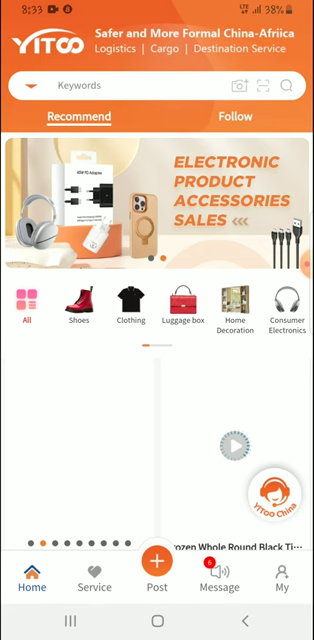 8:33
LTE
38%
YITOO
Safer and More Formal China-Afriica
Logistics | Cargo | Destination Service
Keywords
Recommend
Follow
ELECTRONIC
PRODUCT
ACCESSORIES
SALES
All
Shoes
Clothing
Luggage box
Home
Decoration
Consumer
Electronics
YITOO China
rozen Whole Round Black Ti...
6
Home
Service
Post
Message
My